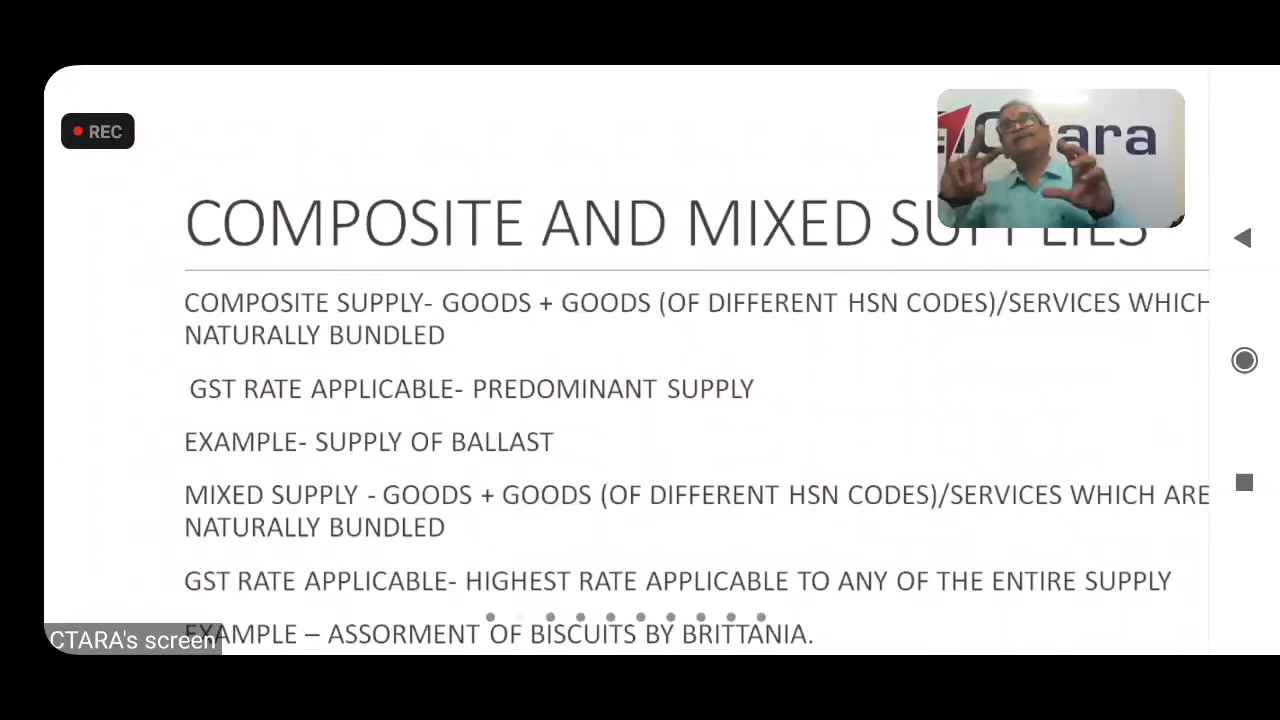 REC
Ctara
COMPOSITE AND MIXED SUPPLIES
COMPOSITE SUPPLY- GOODS + GOODS (OF DIFFERENT HSN CODES)/SERVICES WHICH
NATURALLY BUNDLED
GST RATE APPLICABLE- PREDOMINANT SUPPLY
EXAMPLE- SUPPLY OF BALLAST
MIXED SUPPLY - GOODS + GOODS (OF DIFFERENT HSN CODES)/SERVICES WHICH ARE
NATURALLY BUNDLED
GST RATE APPLICABLE- HIGHEST RATE APPLICABLE TO ANY OF THE ENTIRE SUPPLY
EXAMPLE – ASSORMENT OF BISCUITS BY BRITTANIA.
CTARA's screen